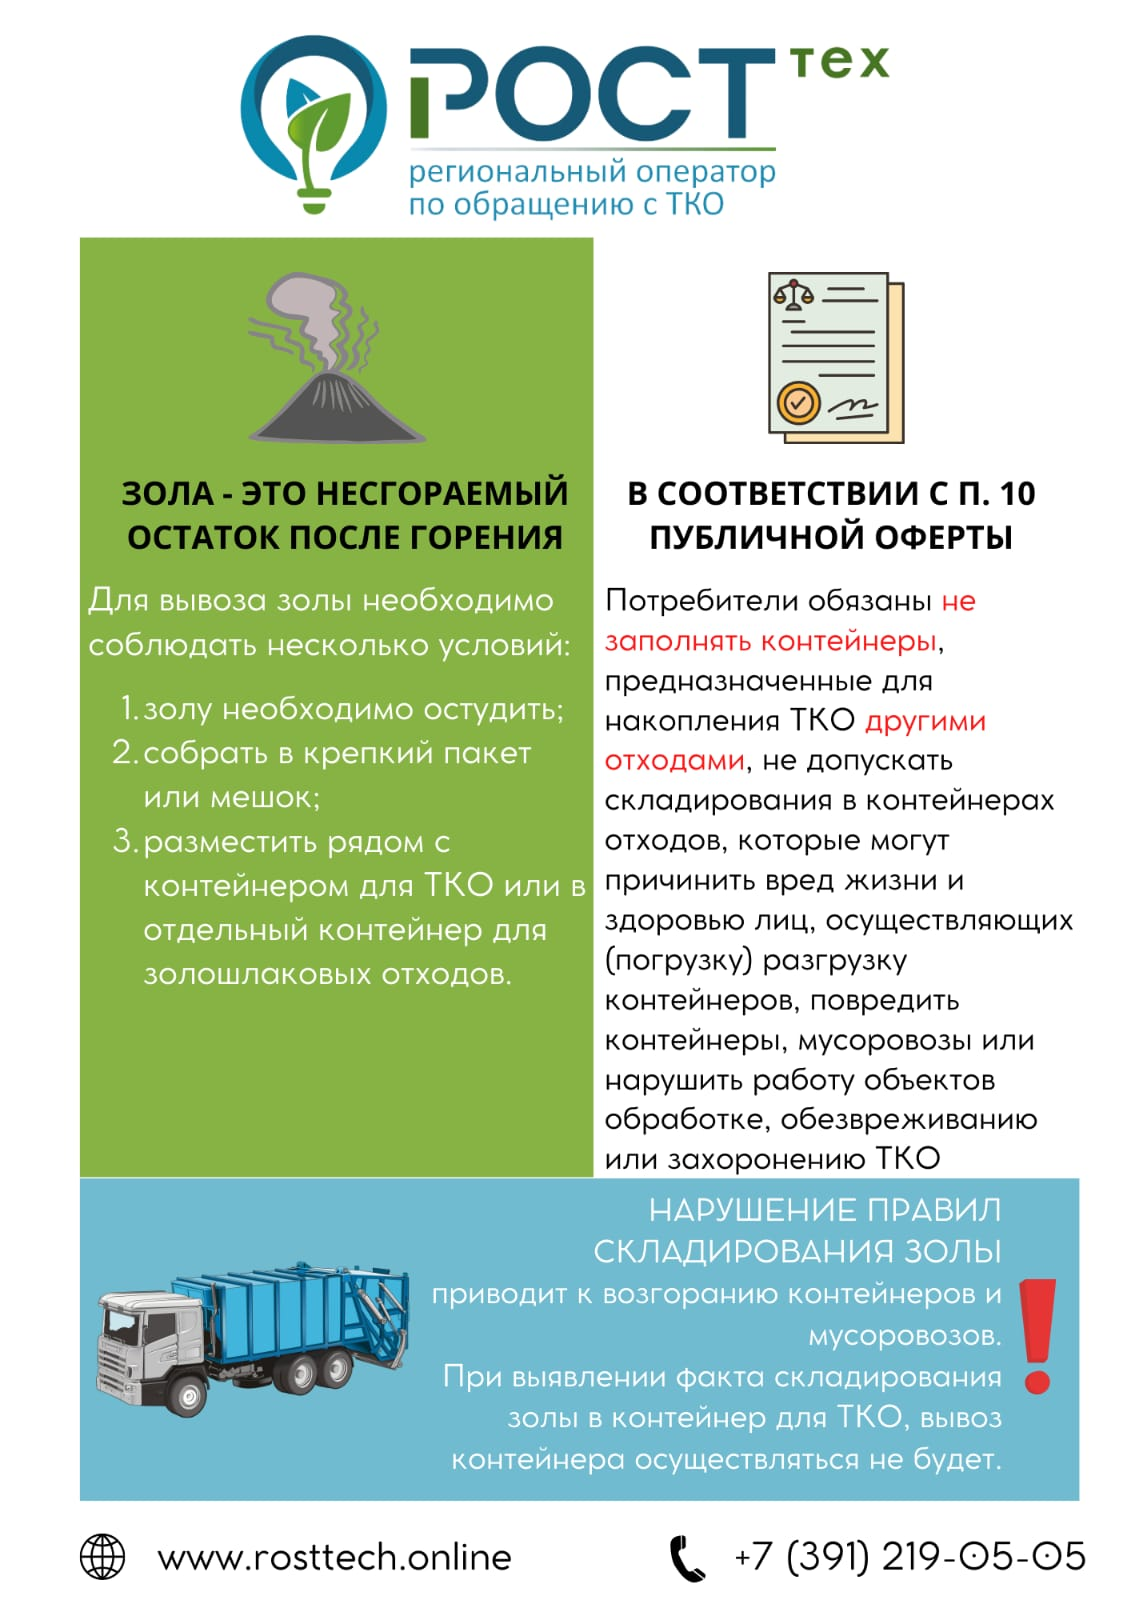 РОСТ тех
региональный оператор
по обращению с ТКО
ЗОЛА - ЭТО НЕСГОРАЕМЫЙ
ОСТАТОК ПОСЛЕ ГОРЕНИЯ
Для вывоза золы необходимо
соблюдать несколько условий:
1. золу необходимо остудить;
2. собрать в крепкий пакет
или мешок;
3. разместить рядом с
контейнером для ТКО или в
отдельный контейнер для
золошлаковых отходов.
В СООТВЕТСТВИИ С П. 10
ПУБЛИЧНОЙ ОФЕРТЫ
Потребители обязаны не
заполнять контейнеры,
предназначенные для
накопления ТКО другими
отходами, не допускать
складирования в контейнерах
отходов, которые могут
причинить вред жизни и
здоровью лиц, осуществляющих
(погрузку) разгрузку
контейнеров, повредить
контейнеры, мусоровозы или
нарушить работу объектов
обработке, обезвреживанию
или захоронению ТКО
НАРУШЕНИЕ ПРАВИЛ
СКЛАДИРОВАНИЯ ЗОЛЫ
приводит к возгоранию контейнеров и
мусоровозов.
При выявлении факта складирования
золы в контейнер для ТКО, вывоз
контейнера осуществляться не будет.
www.rosttech.online
+7 (391) 219-05-05